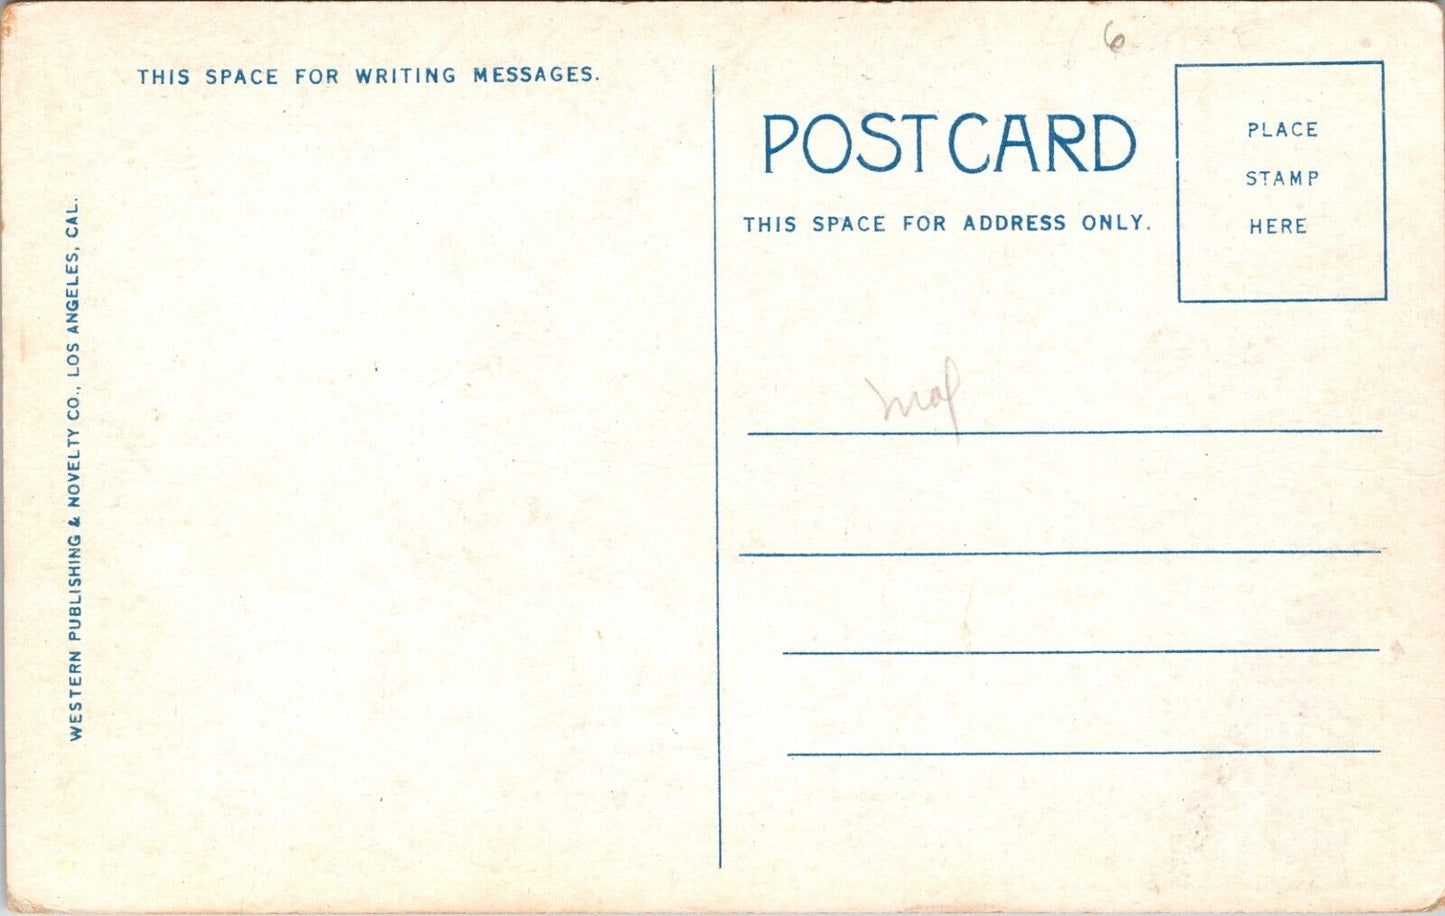 6
THIS SPACE FOR WRITING MESSAGES.
POSTCARD
THIS SPACE FOR ADDRESS ONLY.
PLACE
STAMP
HERE
WESTERN PUBLISHING & NOVELTY CO., LOS ANGELES, CAL.